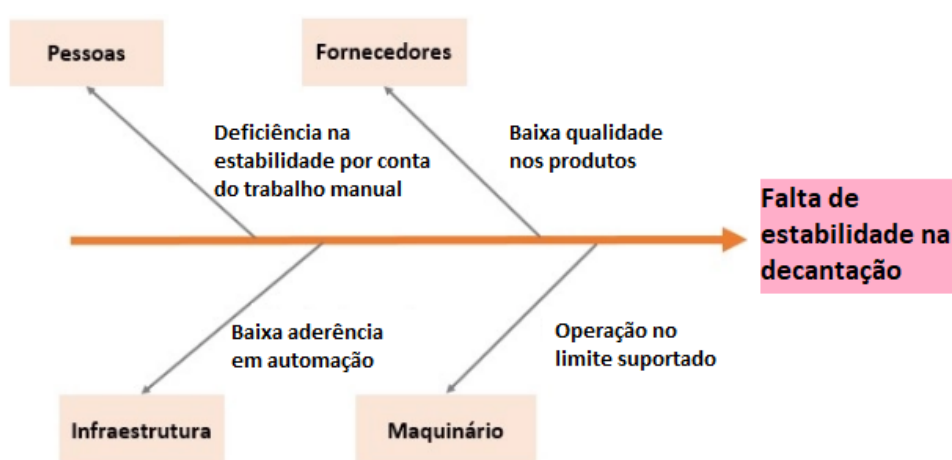 Pessoas
Fornecedores
Deficiência na
estabilidade por conta
do trabalho manual
Baixa qualidade
nos produtos
Falta de
estabilidade na
decantação
Baixa aderência
em automação
Operação no
limite suportado
Infraestrutura
Maquinário